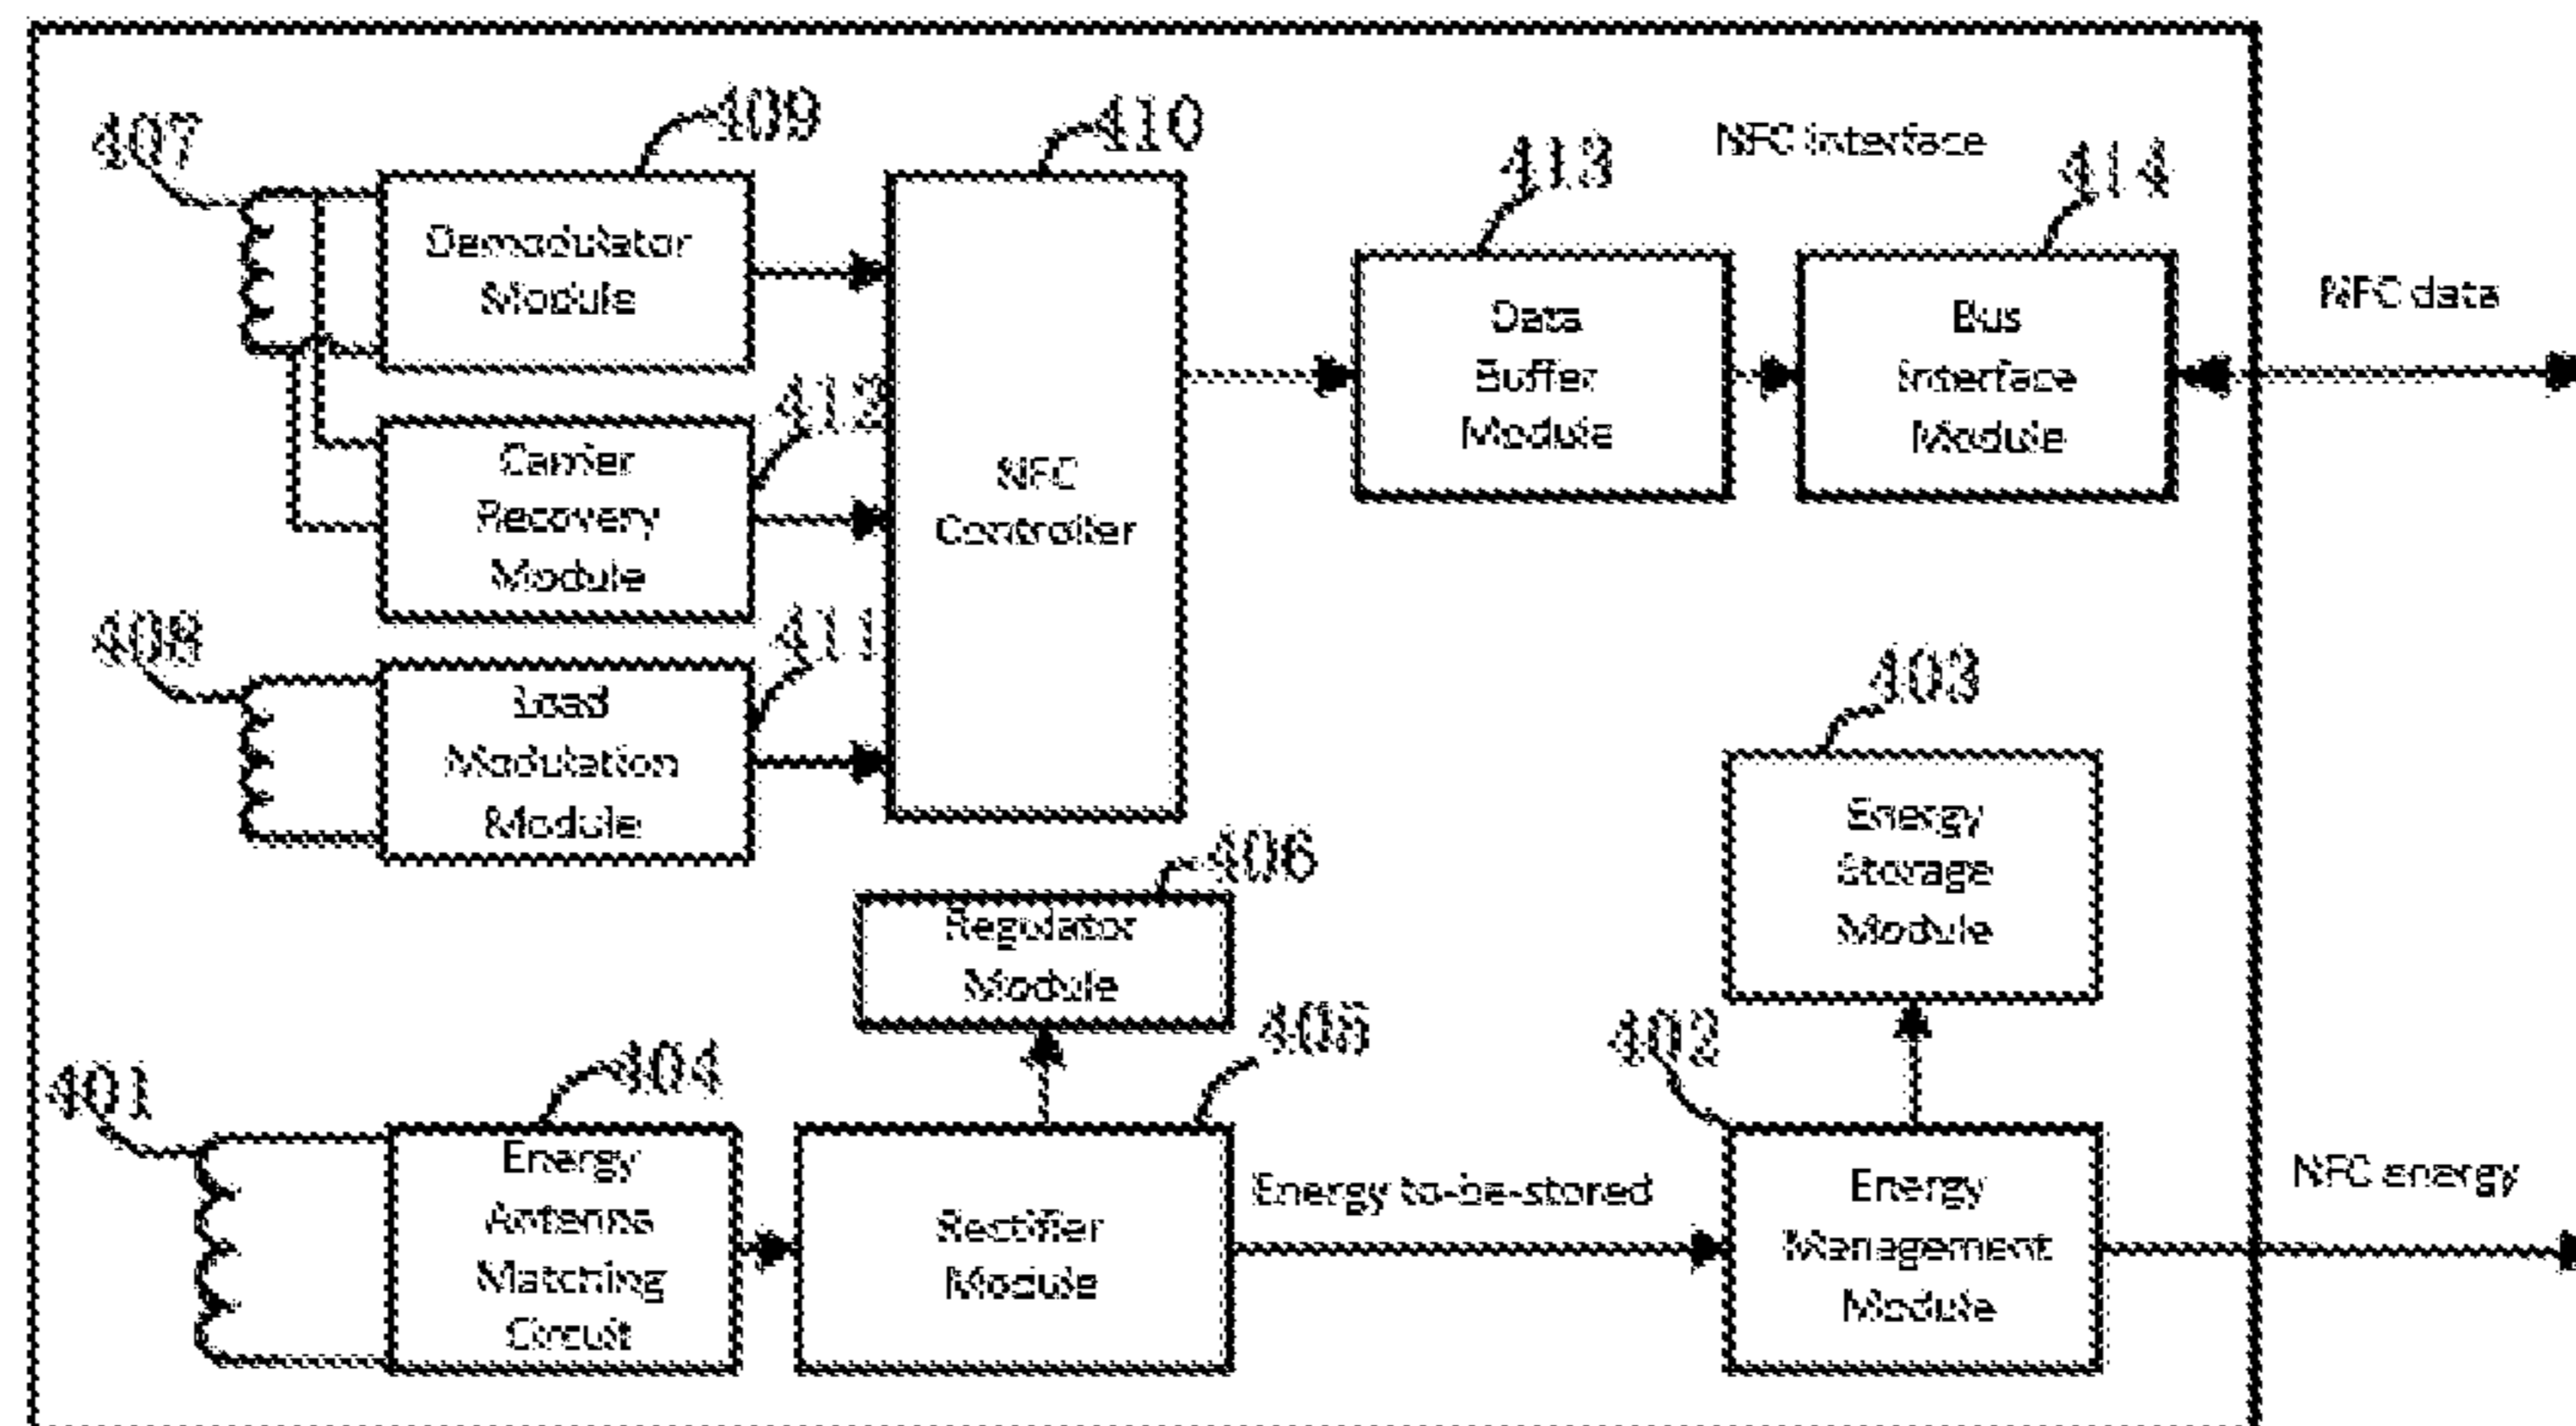 407
409
410
NFC interface
413
414
Demodulator
Module
Data
Buffer
Module
Bus
Interface
Module
NFC data
412
Carrier
Recovery
Module
NFC
Controller
408
411
Load
Modulation
Module
403
Energy
Storage
Module
406
Regulator
Module
401
404
405
402
Energy
Antenna
Matching
Circuit
Rectifier
Module
Energy to-be-stored
Energy
Management
Module
NFC energy